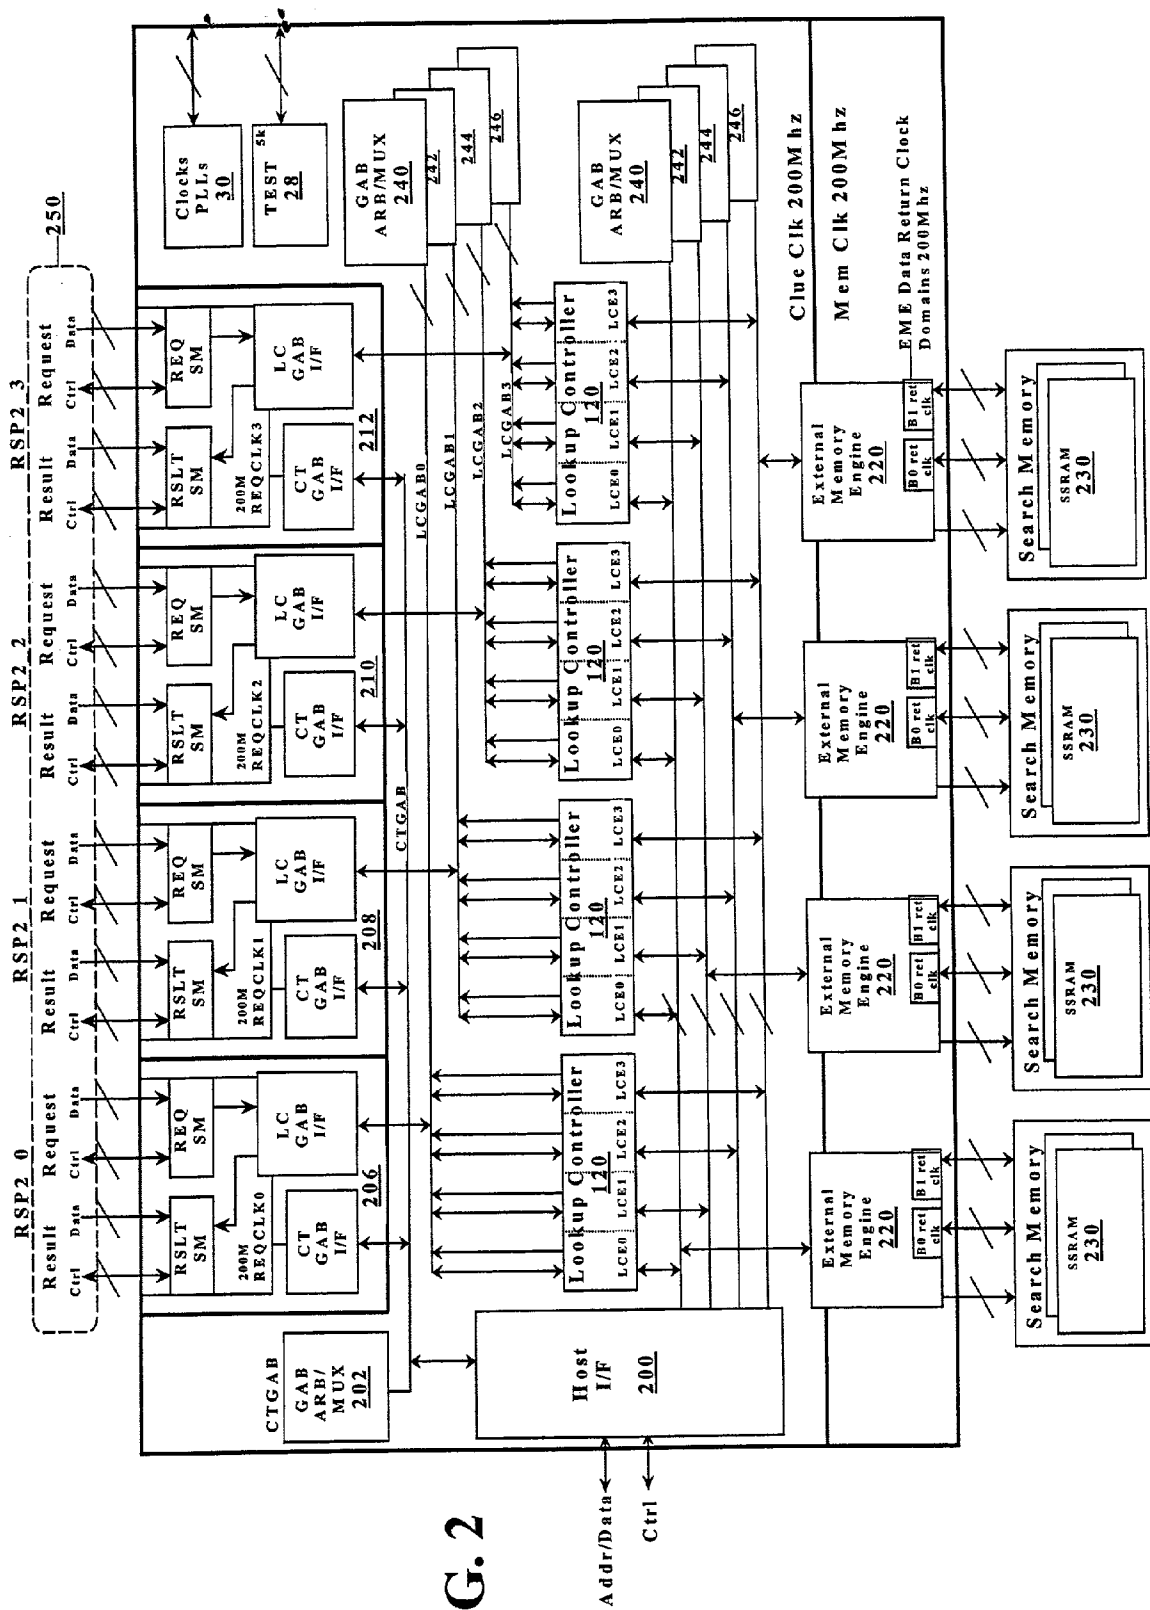 RSP2_0
RSP2_1
RSP2_2
RSP2_3
250
Result
Request
Result
Request
Result
Request
Result
Request
Ctrl
Data
Ctrl
Data
Ctrl
Data
Ctrl
Data
Ctrl
Data
Ctrl
Data
Ctrl
Data
Ctrl
Data
CTGAB
GAB
ARB/
MUX
202
RSLT
SM
REQ
SM
200M
REQCLK0
LC
GAB
I/F
CT
GAB
I/F
206
RSLT
SM
REQ
SM
200M
REQCLK1
LC
GAB
I/F
CT
GAB
I/F
208
RSLT
SM
REQ
SM
200M
REQCLK2
LC
GAB
I/F
CT
GAB
I/F
210
RSLT
SM
REQ
SM
200M
REQCLK3
LC
GAB
I/F
CT
GAB
I/F
212
Clocks
PLLs
30
5k
TEST
28
CTGAB
LCGAB0
LCGAB1
LCGAB2
LCGAB3
GAB
ARB/MUX
240
242
244
246
Host
I/F
200
Addr/Data
Ctrl
Lookup Controller
120
LCE0
LCE1
LCE2
LCE3
Lookup Controller
120
LCE0
LCE1
LCE2
LCE3
Lookup Controller
120
LCE0
LCE1
LCE2
LCE3
Lookup Controller
120
LCE0
LCE1
LCE2
LCE3
GAB
ARB/MUX
240
242
244
246
Clue Clk 200Mhz
Mem Clk 200Mhz
EME Data Return Clock
Domains 200Mhz
External
Memory
Engine
220
B0 ret
clk
B1 ret
clk
External
Memory
Engine
220
B0 ret
clk
B1 ret
clk
External
Memory
Engine
220
B0 ret
clk
B1 ret
clk
External
Memory
Engine
220
B0 ret
clk
B1 ret
clk
Search Memory
SSRAM
230
Search Memory
SSRAM
230
Search Memory
SSRAM
230
Search Memory
SSRAM
230
G. 2